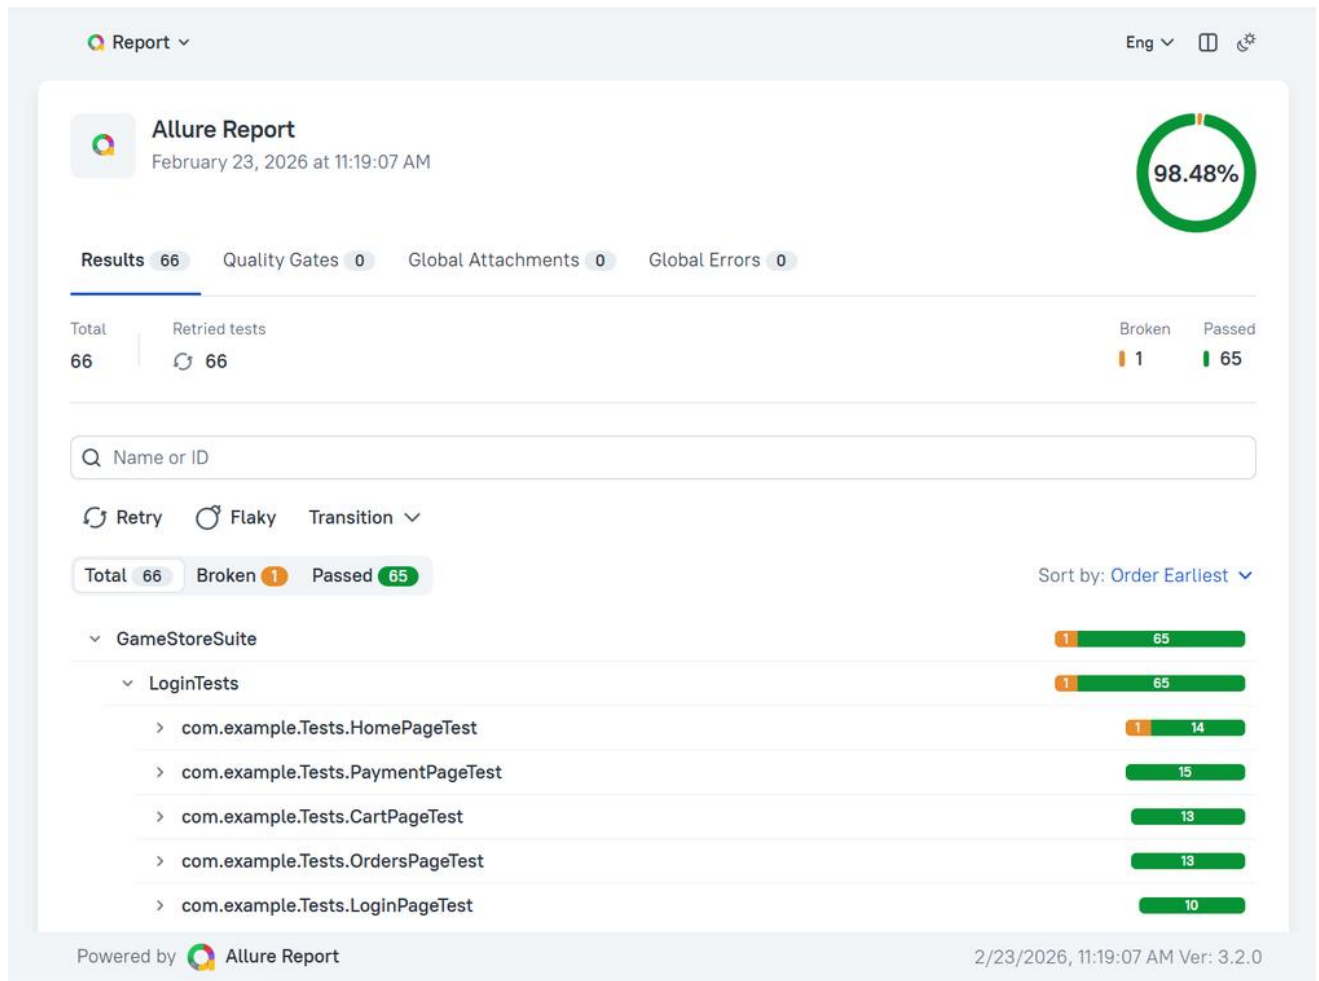 Report
Eng
Allure Report
February 23, 2026 at 11:19:07 AM
98.48%
Results 66 Quality Gates 0 Global Attachments 0 Global Errors 0
Total Retried tests Broken Passed
66 66 1 65
Name or ID
Retry Flaky Transition
Total 66 Broken 1 Passed 65 Sort by: Order Earliest
GameStoreSuite 1 65
LoginTests 1 65
com.example.Tests.HomePageTest 1 14
com.example.Tests.PaymentPageTest 15
com.example.Tests.CartPageTest 13
com.example.Tests.OrdersPageTest 13
com.example.Tests.LoginPageTest 10
Powered by Allure Report 2/23/2026, 11:19:07 AM Ver: 3.2.0